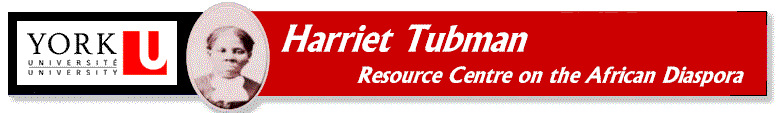 YORK U
UNIVERSITÉ
UNIVERSITY
Harriet Tubman
Resource Centre on the African Diaspora